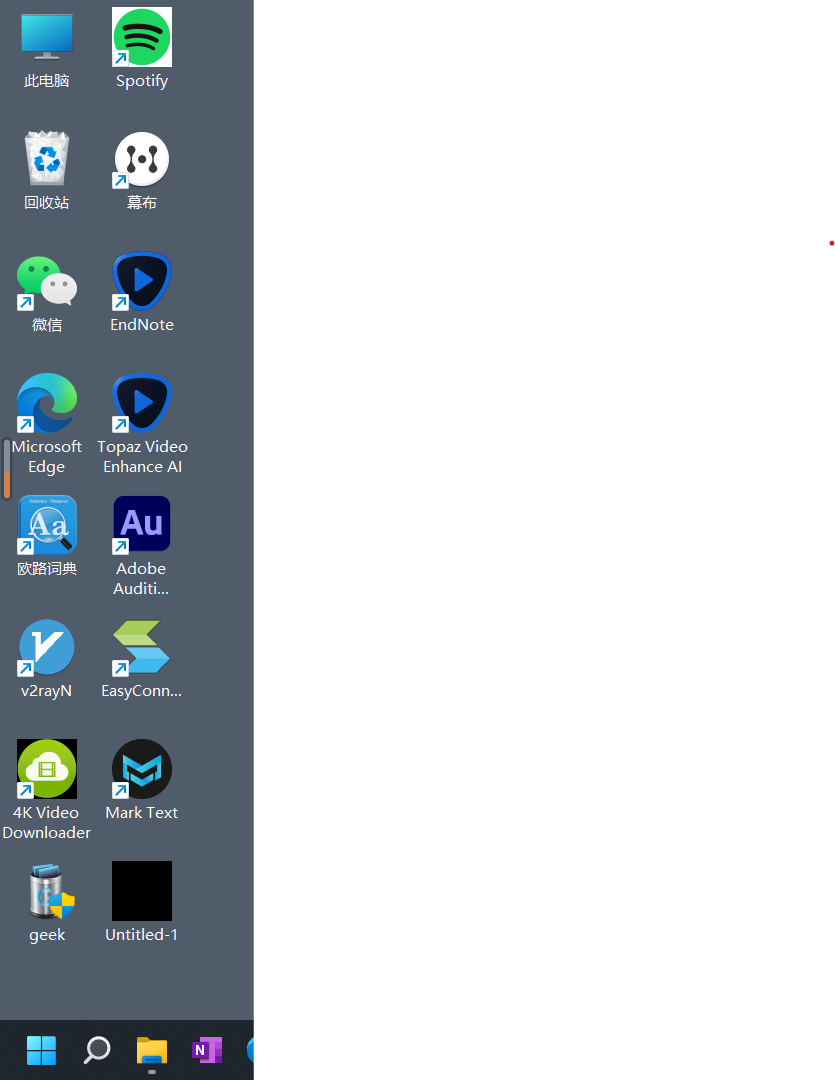 此电脑
Spotify
回收站
幕布
微信
EndNote
Microsoft
Edge
Topaz Video
Enhance AI
Aa
欧路词典
Au
Adobe
Auditi...
v2rayN
EasyConn...
4K Video
Downloader
Mark Text
geek
Untitled-1
N